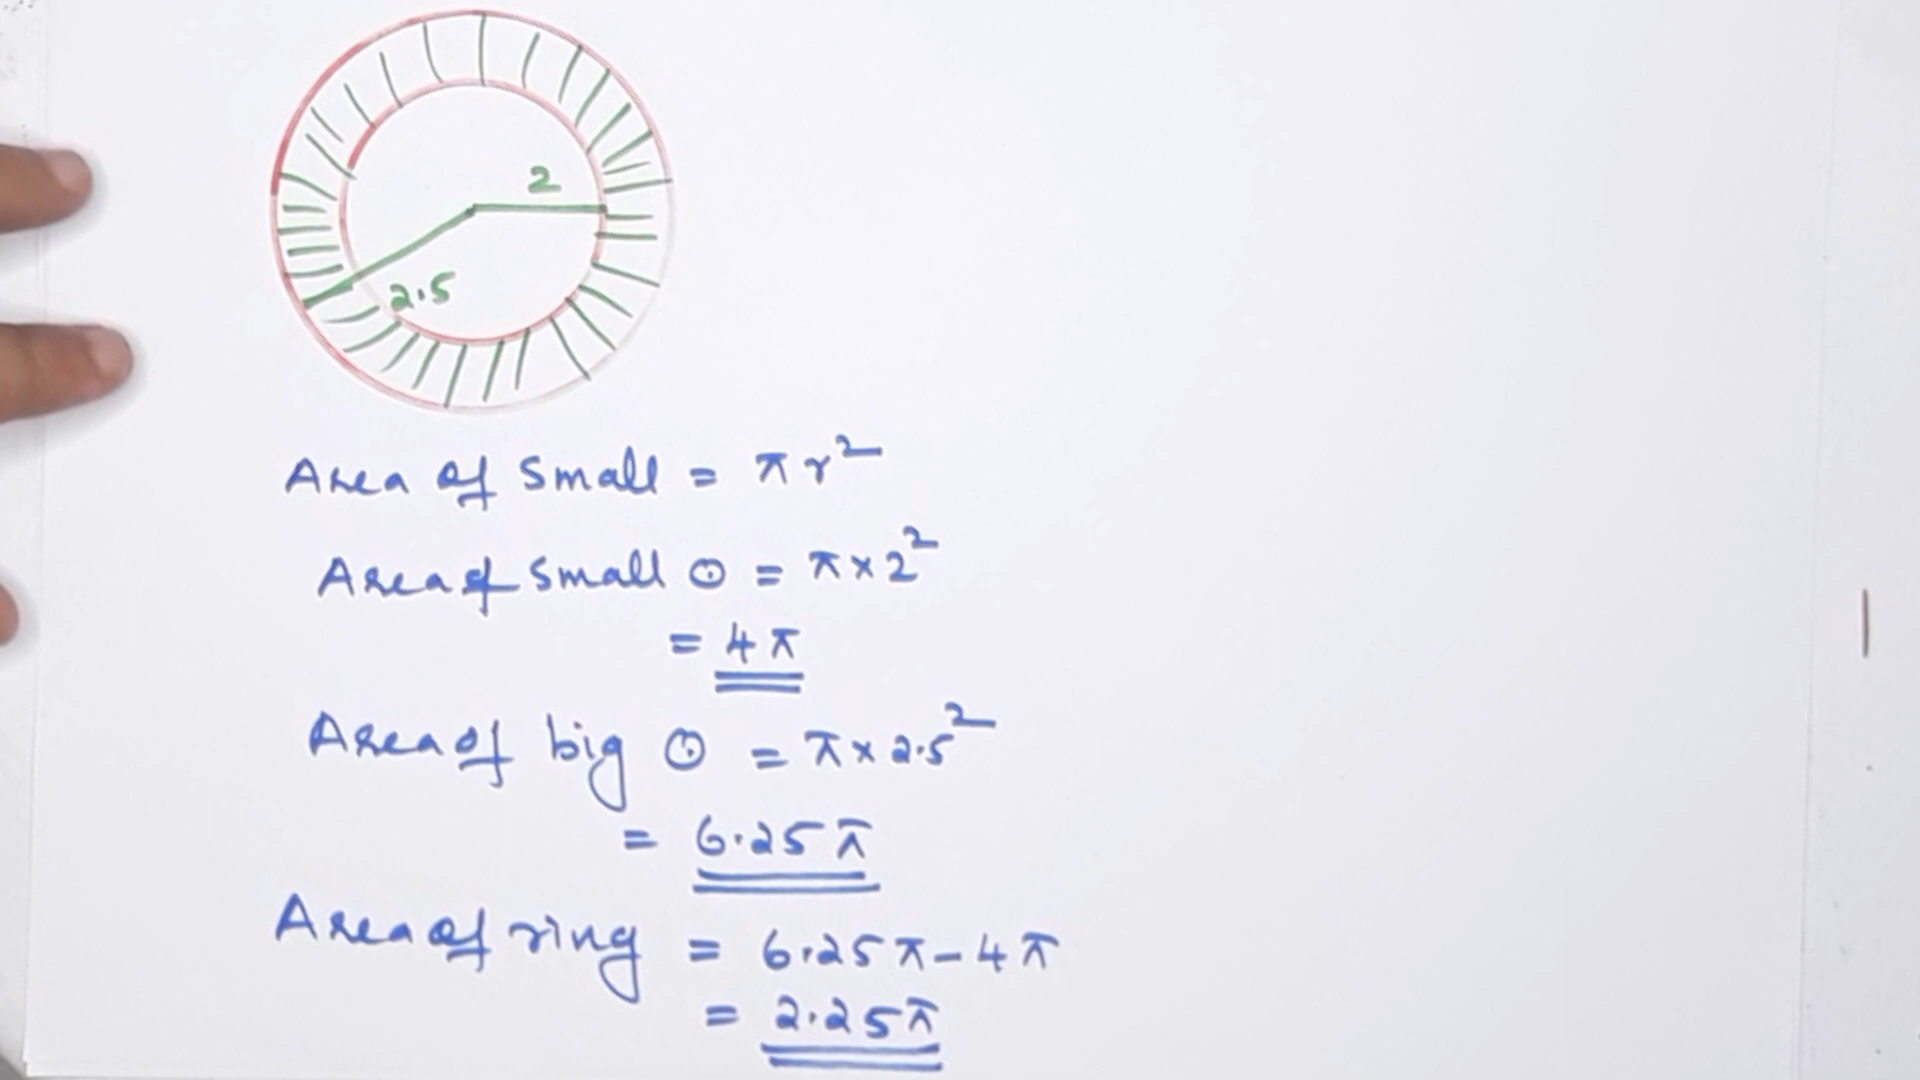 2
2.5
Area of small = πr²
Area of small ⊙ = π×2²
= 4π
Area of big ⊙ = π×2.5²
= 6.25π
Area of ring = 6.25π-4π
= 2.25π